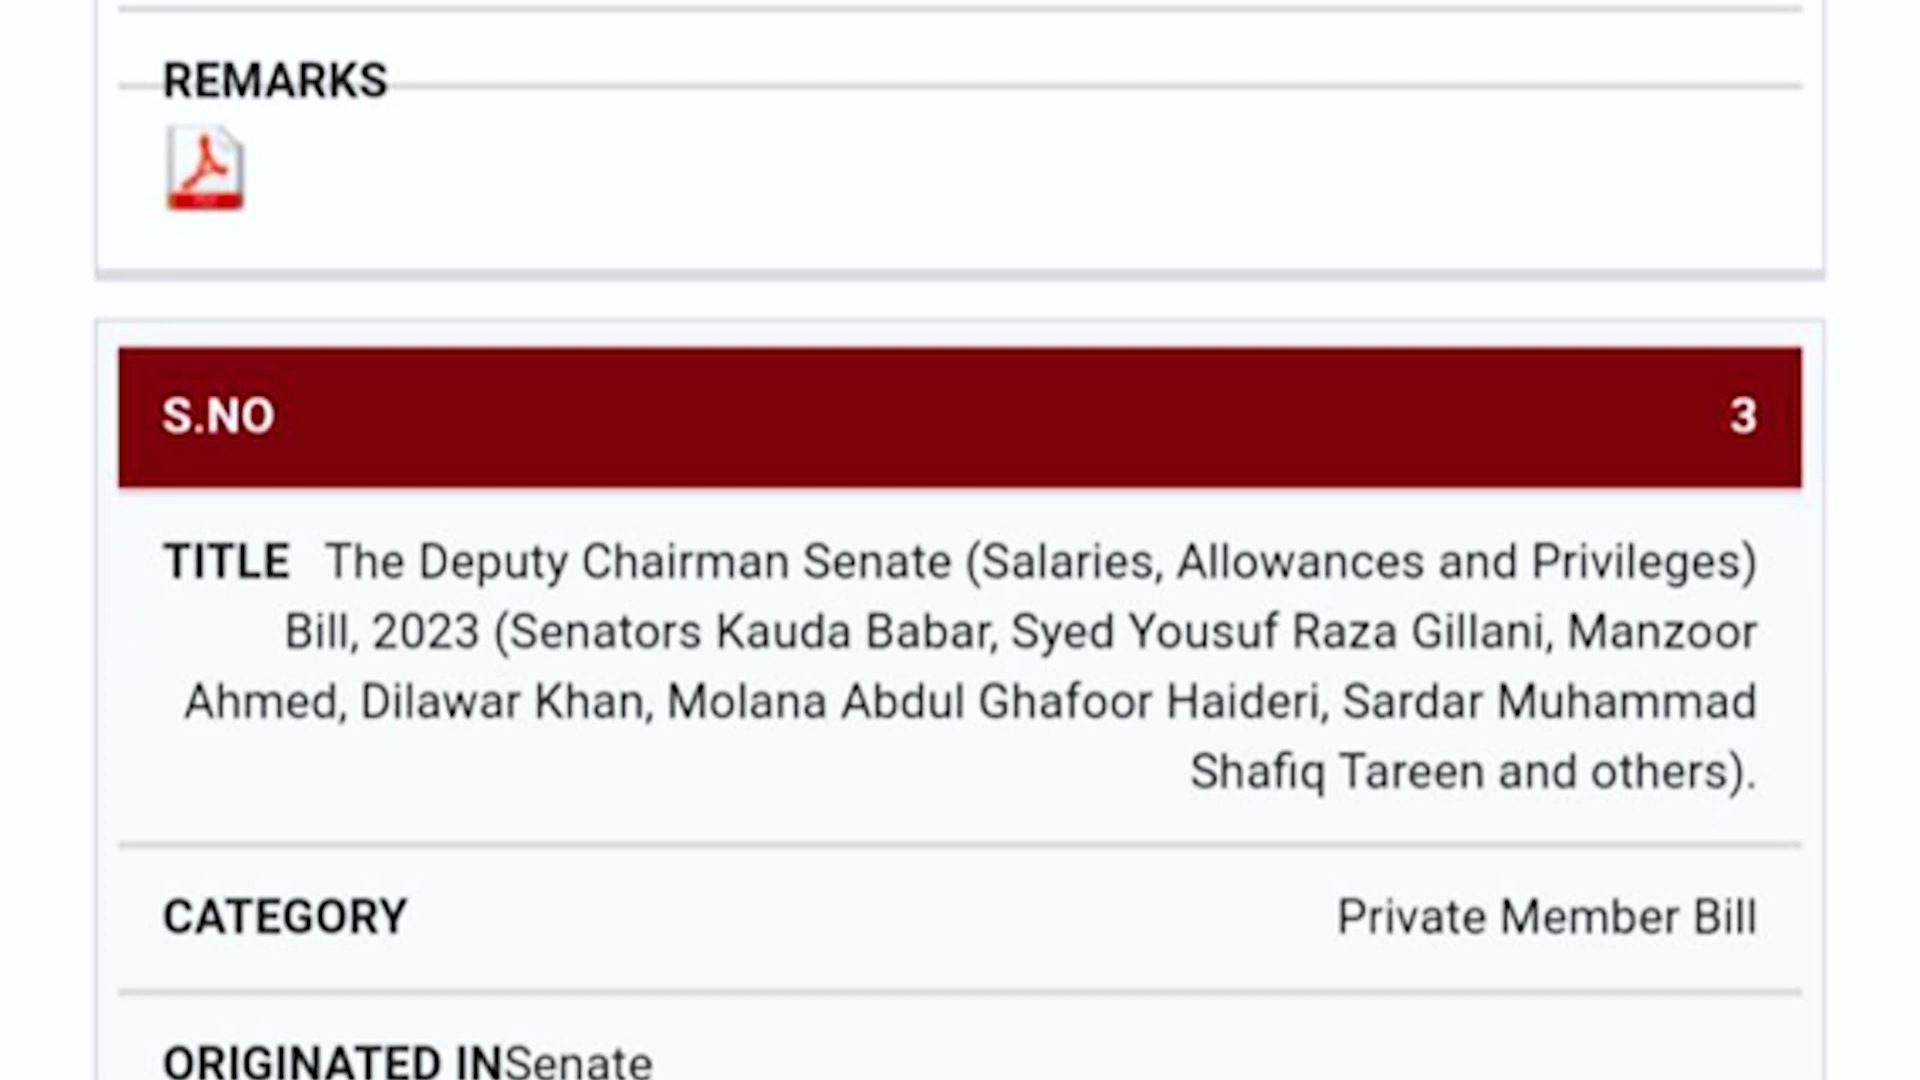 REMARKS
S.NO 3
TITLE The Deputy Chairman Senate (Salaries, Allowances and Privileges)
Bill, 2023 (Senators Kauda Babar, Syed Yousuf Raza Gillani, Manzoor
Ahmed, Dilawar Khan, Molana Abdul Ghafoor Haideri, Sardar Muhammad
Shafiq Tareen and others).
CATEGORY Private Member Bill
ORIGINATED INSenate